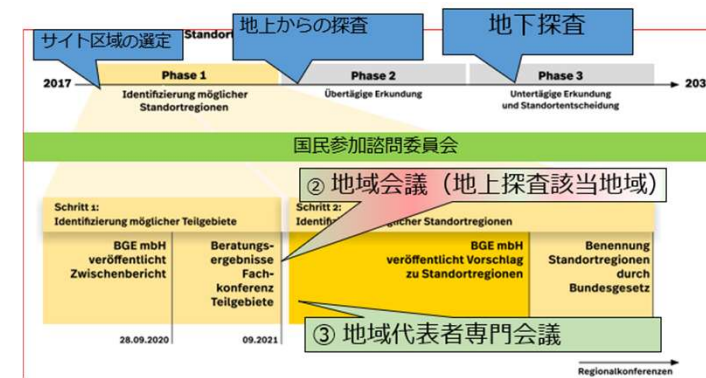 サイト区域の選定
Standor
地上からの探査
地下探査
2017
Phase 1
Phase 2
Phase 3
203
Identifizierung möglicher
Standortregionen
Übertägige Erkundung
Untertägige Erkundung
und Standortentscheidung
国民参加諮問委員会
② 地域会議（地上探査該当地域）
Schritt 1:
Identifizierung möglicher Teilgebiete
Schritt 2:
licher Standortregionen
BGE mbH
veröffentlicht
Zwischenbericht
Beratungs-
ergebnisse
Fach-
konferenz
Teilgebiete
BGE mbH
veröffentlicht Vorschlag
zu Standortregionen
Benennung
Standortregionen
durch
Bundesgesetz
③ 地域代表者専門会議
28.09.2020
09.2021
Regionalkonferenzen